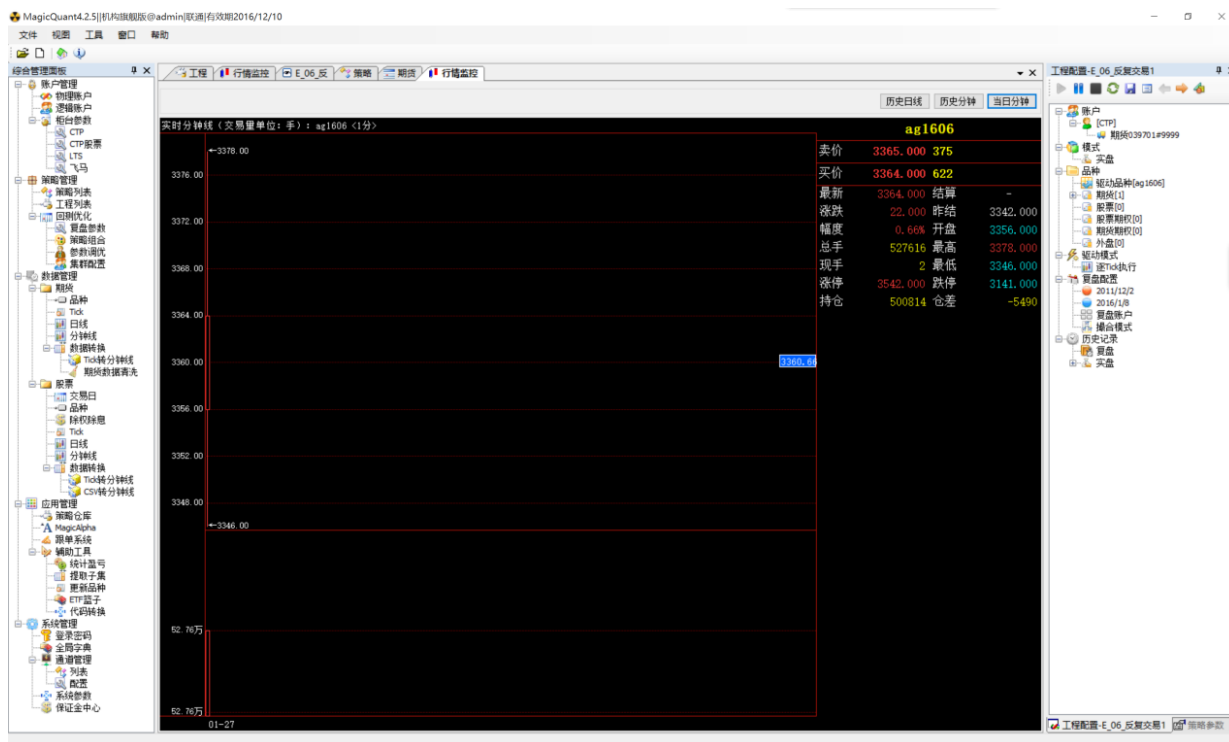 MagicQuant4.2.5||机构旗舰版@admin|联通|有效期2016/12/10
文件 视图 工具 窗口 帮助
综合管理面板
账户管理
物理账户
逻辑账户
柜台参数
CTP
CTP股票
LTS
飞马
策略管理
策略列表
工程列表
回测优化
复盘参数
策略组合
参数调优
集群配置
数据管理
期货
品种
Tick
日线
分钟线
数据转换
Tick转分钟线
期货数据清洗
股票
交易日
品种
除权除息
Tick
日线
分钟线
数据转换
Tick转分钟线
CSV转分钟线
应用管理
策略仓库
MagicAlpha
跟单系统
辅助工具
统计盈亏
提取子集
更新品种
ETF篮子
代码转换
系统管理
登录密码
全局字典
通道管理
列表
配置
系统参数
保证金中心
工程 行情监控 E_06_反 策略 期货 行情监控
历史日线 历史分钟 当日分钟
实时分钟线(交易量单位:手):ag1606 <1分>
←3378.00
3376.00
3372.00
3368.00
3364.00
3360.00
3360.66
3356.00
3352.00
3348.00
←3346.00
52.76万
52.76万
01-27
ag1606
卖价 3365.000 375
买价 3364.000 622
最新 3364.000 结算 -
涨跌 22.000 昨结 3342.000
幅度 0.66% 开盘 3356.000
总手 527616 最高 3378.000
现手 2 最低 3346.000
涨停 3542.000 跌停 3141.000
持仓 500814 仓差 -5490
工程配置-E_06_反复交易1
账户
[CTP]
期货039701#9999
模式
实盘
品种
驱动品种[ag1606]
期货[1]
股票[0]
股票期权[0]
期货期权[0]
外盘[0]
驱动模式
逐Tick执行
复盘配置
2011/12/2
2016/1/8
复盘账户
撮合模式
历史记录
复盘
实盘
工程配置-E_06_反复交易1 策略参数